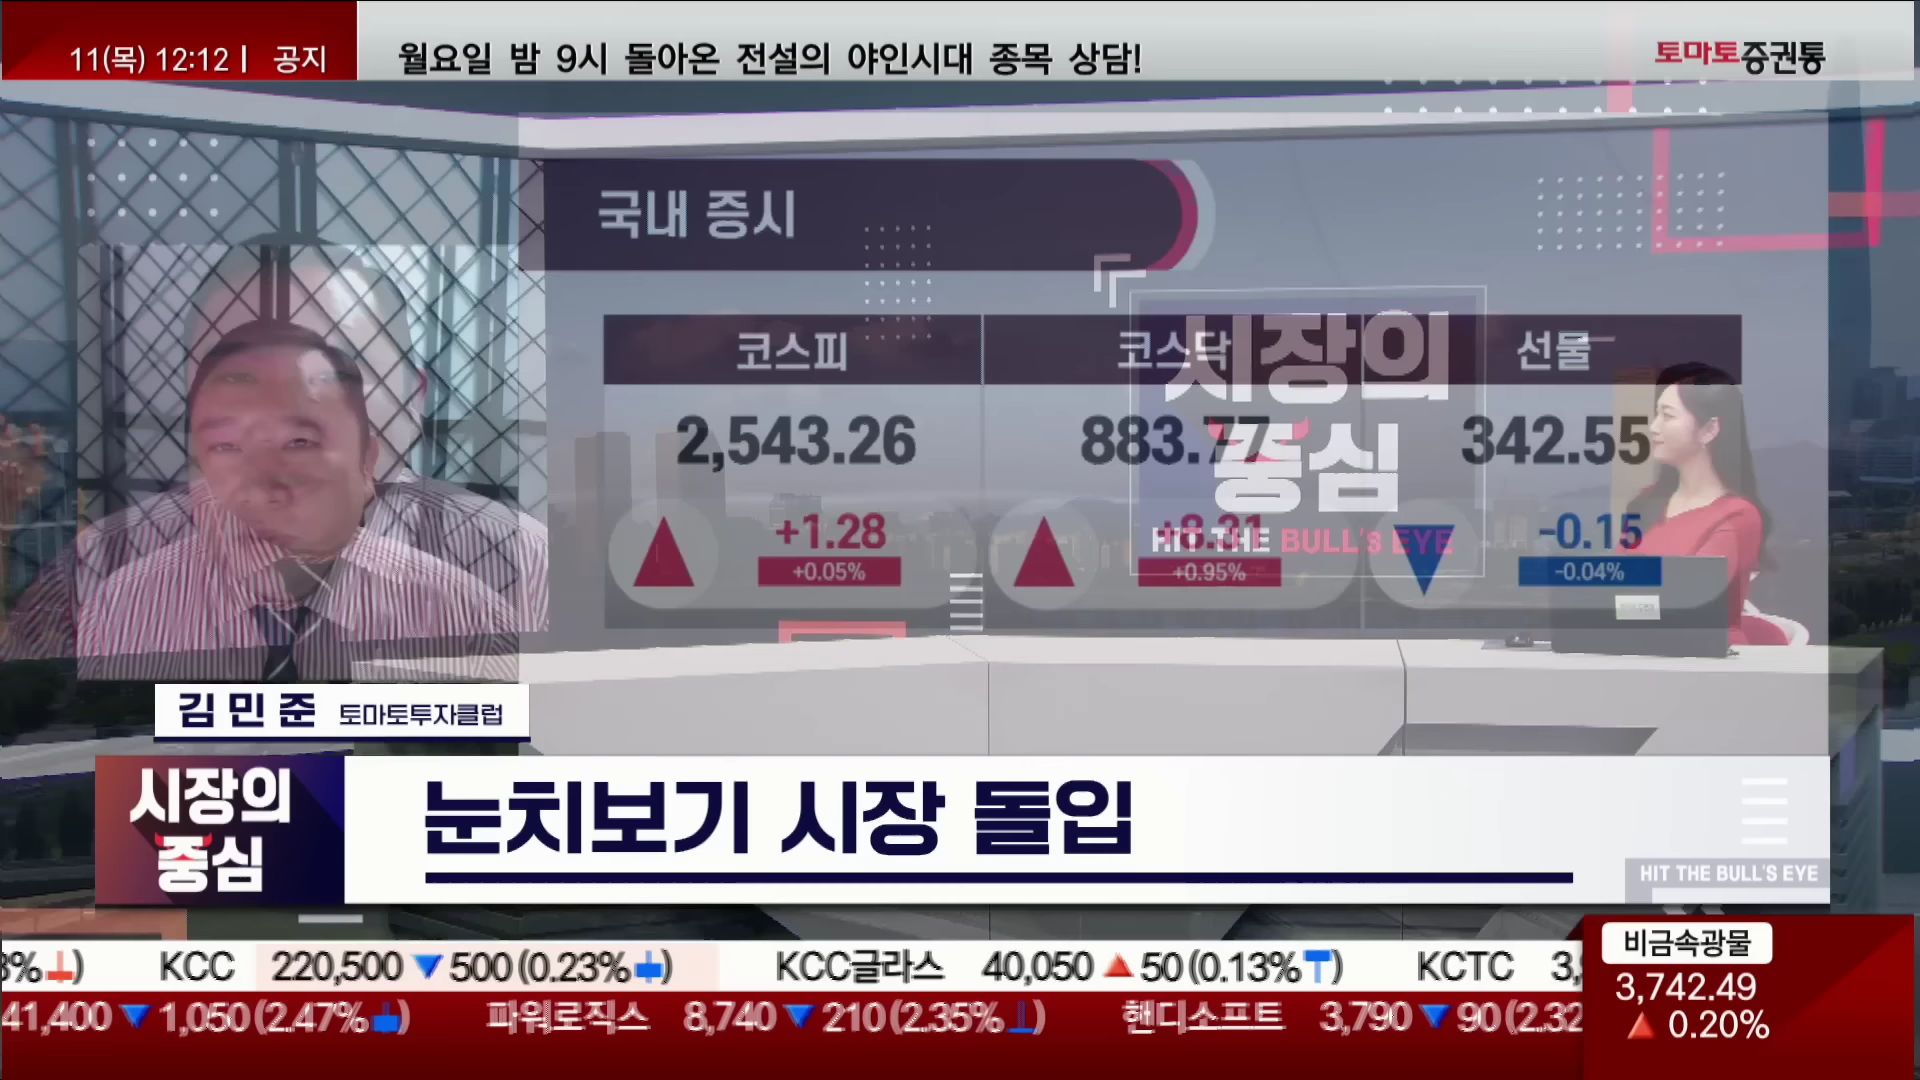 11(목) 12:12 | 공지
월요일 밤 9시 돌아온 전설의 야인시대 종목 상담!
토마토증권통
국내 증시
코스피 코스닥 선물
2,543.26 883.77 342.55
+1.28 +8.31 -0.15
+0.05% +0.95% -0.04%
시장의
중심
HIT THE BULL's EYE
김민준 토마토투자클럽
시장의
중심
눈치보기 시장 돌입
HIT THE BULL'S EYE
KCC 220,500 ▼ 500 (0.23%) KCC글라스 40,050 ▲ 50 (0.13%) KCTC
41,400 ▼ 1,050 (2.47%) 파워로직스 8,740 ▼ 210 (2.35%) 핸디소프트 3,790 ▼ 90 (2.32
비금속광물
3,742.49
▲ 0.20%